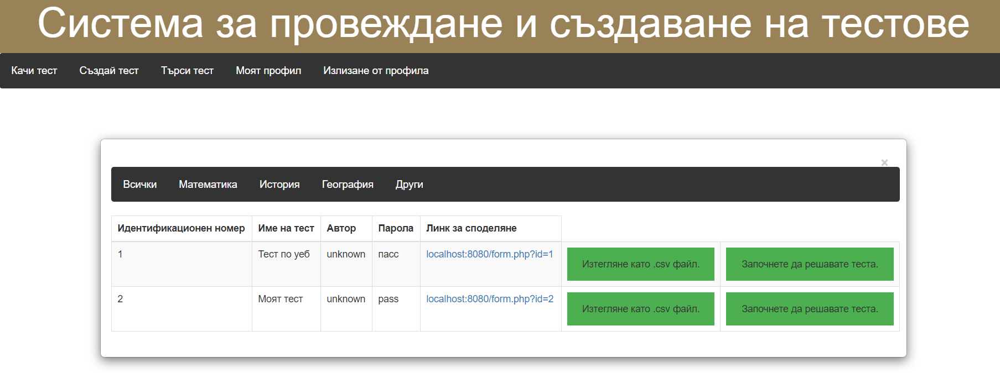 Система за провеждане и създаване на тестове
Качи тест Създай тест Търси тест Моят профил Излизане от профила
×
Всички Математика История География Други
Идентификационен номер Име на тест Автор Парола Линк за споделяне
1 Тест по уеб unknown пасс localhost:8080/form.php?id=1 Изтегляне като .csv файл. Започнете да решавате теста.
2 Моят тест unknown pass localhost:8080/form.php?id=2 Изтегляне като .csv файл. Започнете да решавате теста.